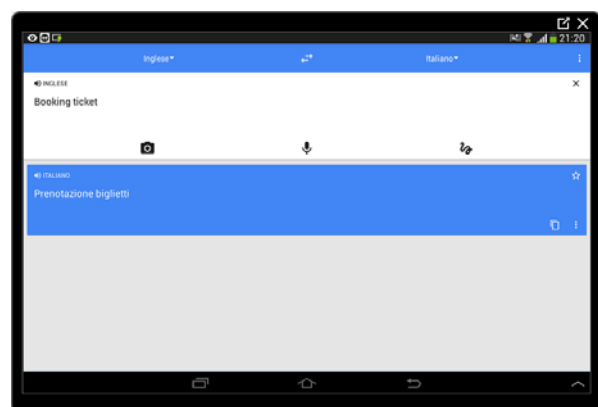 21:20
Inglese
Italiano
INGLESE
Booking ticket
ITALIANO
Prenotazione biglietti